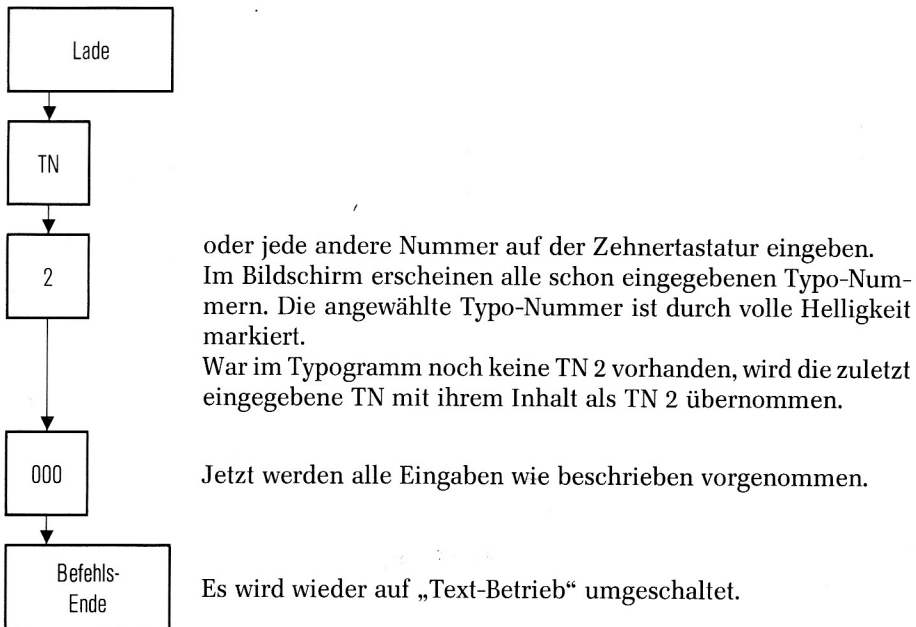 Lade
TN
2
oder jede andere Nummer auf der Zehnertastatur eingeben.
Im Bildschirm erscheinen alle schon eingegebenen Typo-Num-
mern. Die angewählte Typo-Nummer ist durch volle Helligkeit
markiert.
War im Typogramm noch keine TN 2 vorhanden, wird die zuletzt
eingegebene TN mit ihrem Inhalt als TN 2 übernommen.
000
Jetzt werden alle Eingaben wie beschrieben vorgenommen.
Befehls-
Ende
Es wird wieder auf „Text-Betrieb“ umgeschaltet.